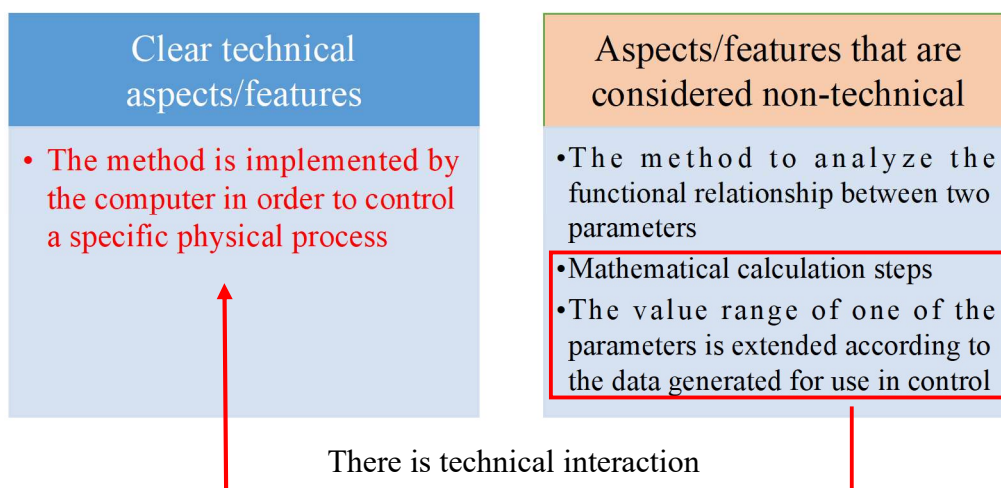 Clear technical
aspects/features
• The method is implemented by
the computer in order to control
a specific physical process
Aspects/features that are
considered non-technical
•The method to analyze the
functional relationship between two
parameters
•Mathematical calculation steps
•The value range of one of the
parameters is extended according to
the data generated for use in control
There is technical interaction